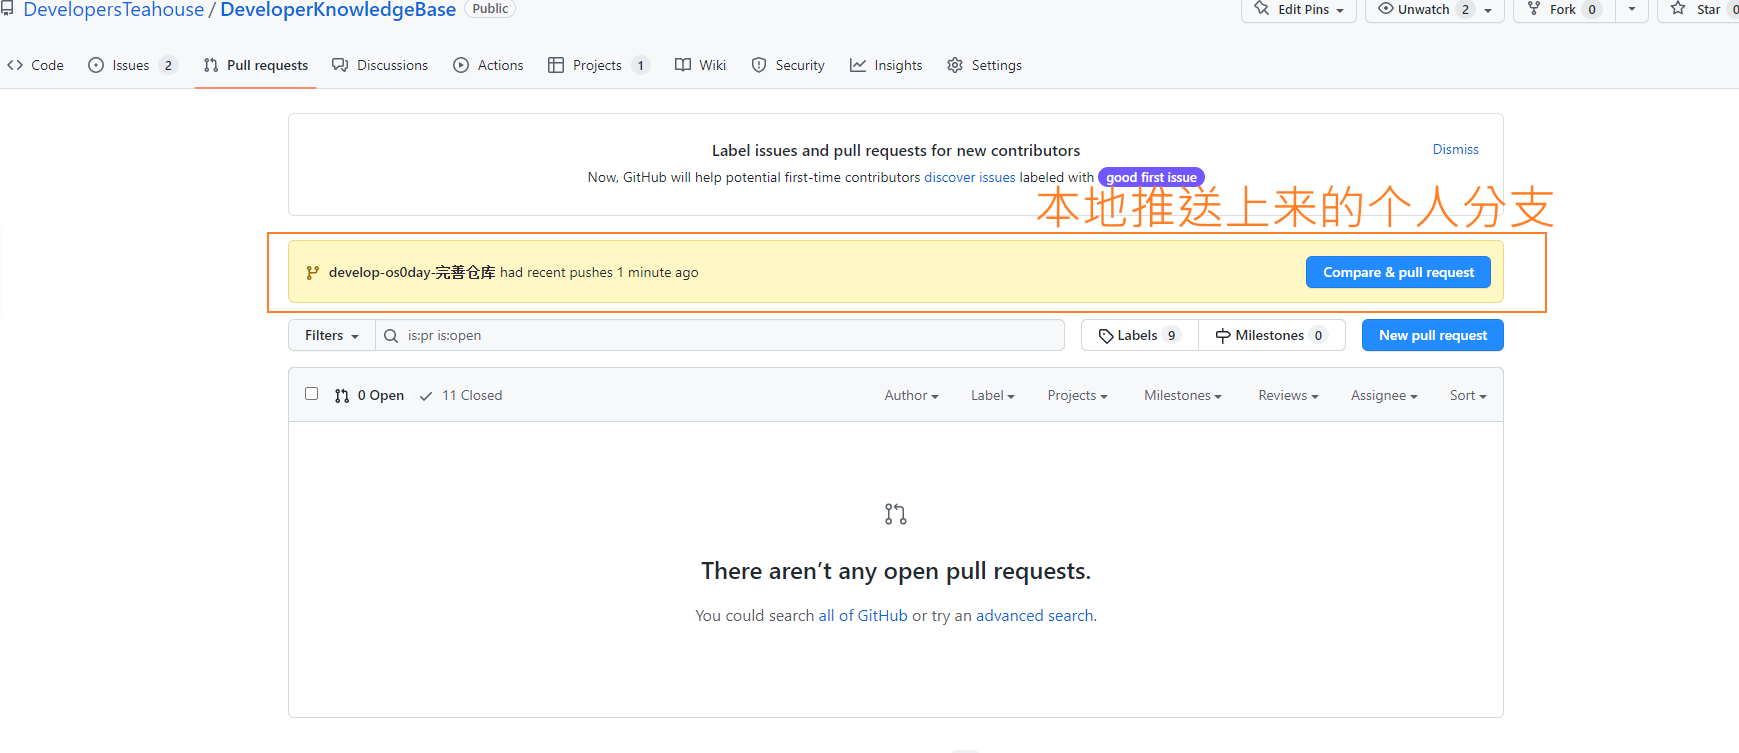 DevelopersTeahouse / DeveloperKnowledgeBase Public Edit Pins Unwatch 2 Fork 0 Star 0
Code Issues 2 Pull requests Discussions Actions Projects 1 Wiki Security Insights Settings
Label issues and pull requests for new contributors Dismiss
Now, GitHub will help potential first-time contributors discover issues labeled with good first issue
本地推送上来的个人分支
develop-os0day-完善仓库 had recent pushes 1 minute ago Compare & pull request
Filters is:pr is:open Labels 9 Milestones 0 New pull request
0 Open 11 Closed Author Label Projects Milestones Reviews Assignee Sort
There aren’t any open pull requests.
You could search all of GitHub or try an advanced search.